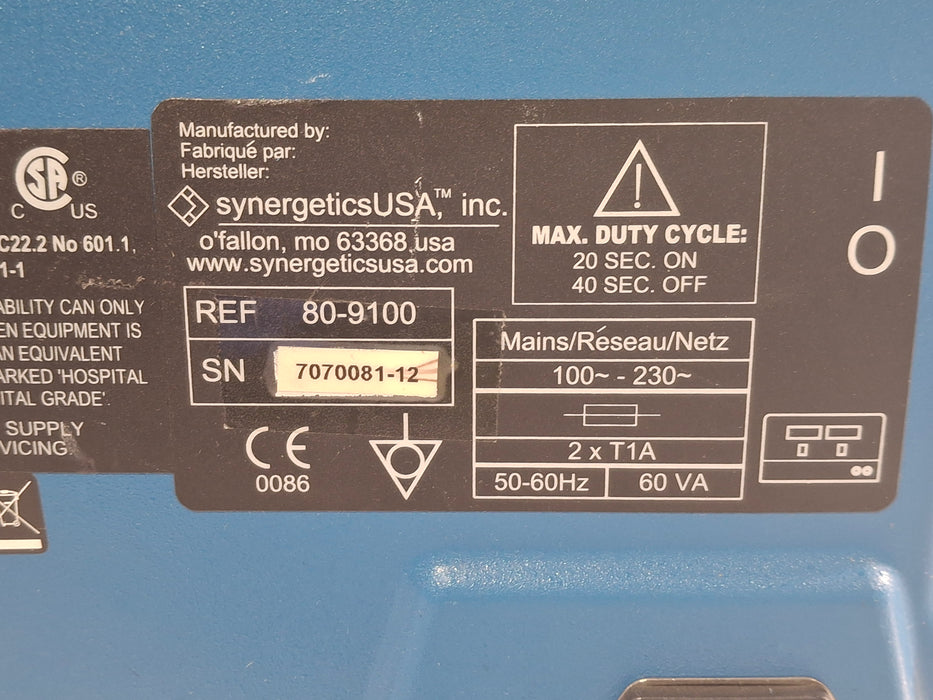 CSA®
C US
C22.2 No 601.1,
1-1
ABILITY CAN ONLY
EN EQUIPMENT IS
AN EQUIVALENT
ARKED 'HOSPITAL
ITAL GRADE'.
SUPPLY
VICING.
Manufactured by:
Fabriqué par:
Hersteller:
synergeticsUSA,™ inc.
o'fallon, mo 63368,usa
www.synergeticsusa.com
REF 80-9100
SN 7070081-12
CE
0086
MAX. DUTY CYCLE:
20 SEC. ON
40 SEC. OFF
Mains/Réseau/Netz
100~ - 230~
2 x T1A
50-60Hz 60 VA
I
O